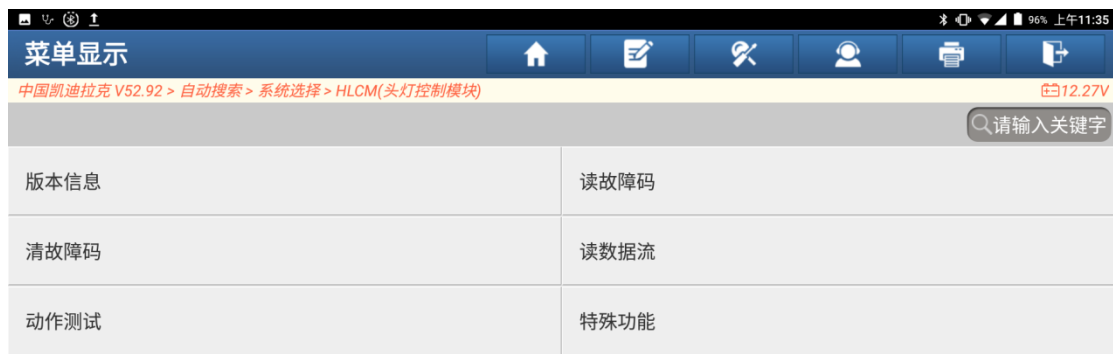 96% 上午11:35
菜单显示
中国凯迪拉克 V52.92 > 自动搜索 > 系统选择 > HLCM(头灯控制模块) 12.27V
请输入关键字
版本信息 读故障码
清故障码 读数据流
动作测试 特殊功能